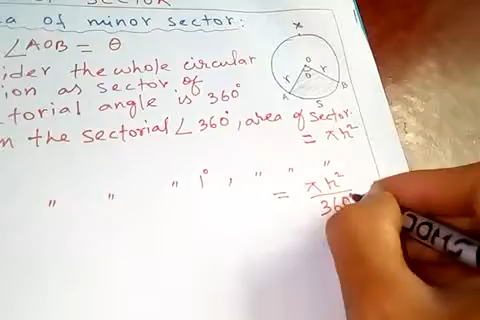 SECTOR
a of minor sector:
∠AOB = θ
ider the whole circular
ion as sector of
torial angle is 360°
n the sectorial ∠ 360°, area of sector
= πr²
" " " 1°, " " "
= πr²
360°
X
O
θ
r r
A B
S